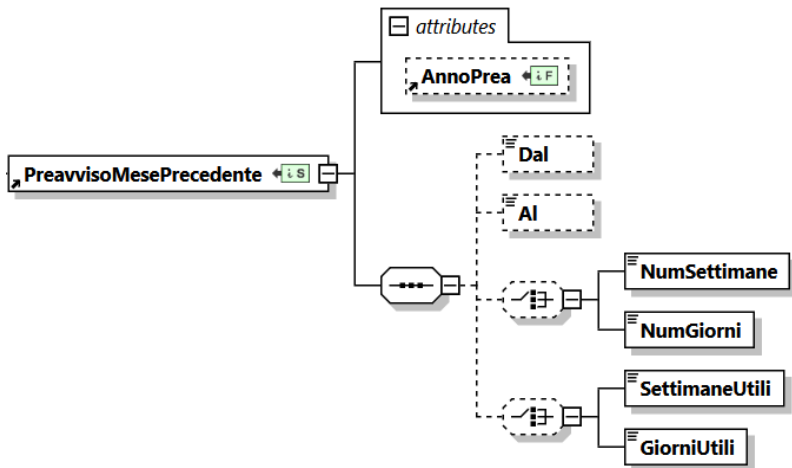 attributes
AnnoPrea i F
PreavvisoMesePrecedente i S
Dal
Al
NumSettimane
NumGiorni
SettimaneUtili
GiorniUtili